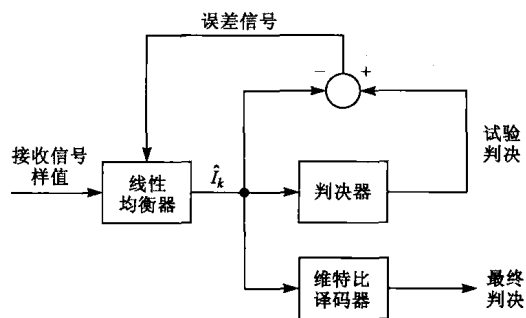 误差信号
−
+
接收信号
样值
线性
均衡器
Î_k
判决器
试验
判决
维特比
译码器
最终
判决